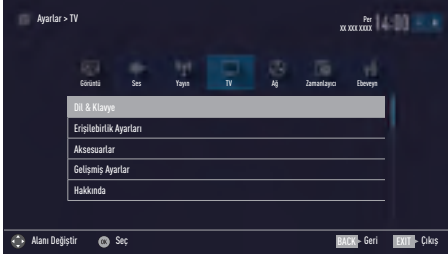 Ayarlar > TV
Per
XX XXX XXXX 14:00
Görüntü Ses Yayın TV Ağ Zamanlayıcı Ebeveyn
Dil & Klavye
Erişilebilirlik Ayarları
Aksesuarlar
Gelişmiş Ayarlar
Hakkında
Alanı Değiştir OK Seç BACK Geri EXIT Çıkış